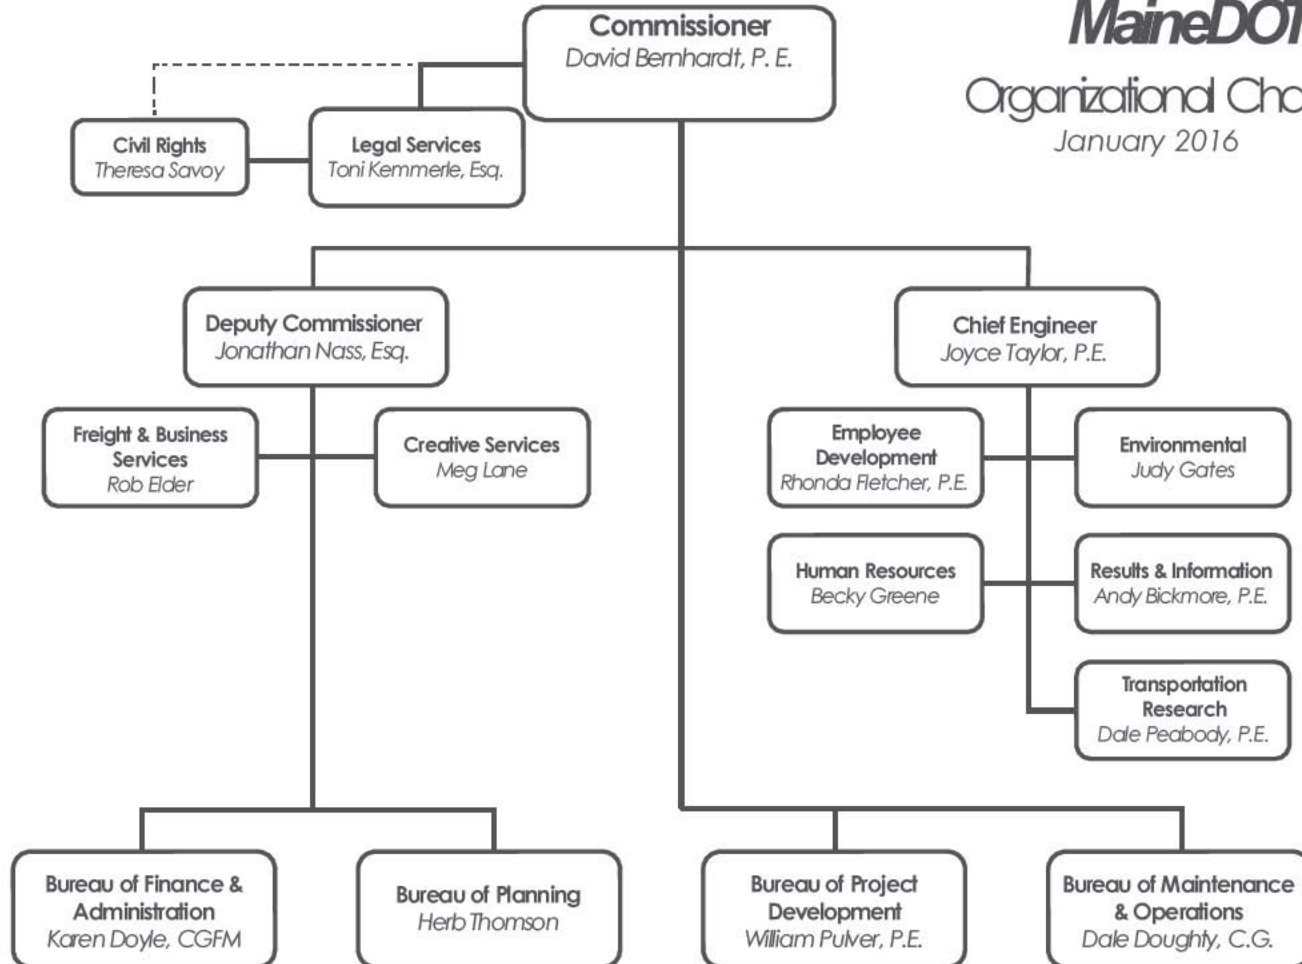 Commissioner
David Bernhardt, P. E.
MaineDOT
Organizational
January 2016
Civil Rights
Theresa Savoy
Legal Services
Toni Kemmerle, Esq.
Deputy Commissioner
Jonathan Nass, Esq.
Chief Engineer
Joyce Taylor, P.E.
Freight & Business
Services
Rob Elder
Creative Services
Meg Lane
Employee
Development
Rhonda Fletcher, P.E.
Environmental
Judy Gates
Human Resources
Becky Greene
Results & Information
Andy Bickmore, P.E.
Transportation
Research
Dale Peabody, P.E.
Bureau of Finance &
Administration
Karen Doyle, CGFM
Bureau of Planning
Herb Thomson
Bureau of Project
Development
William Pulver, P.E.
Bureau of Maintenance
& Operations
Dale Doughty, C.G.